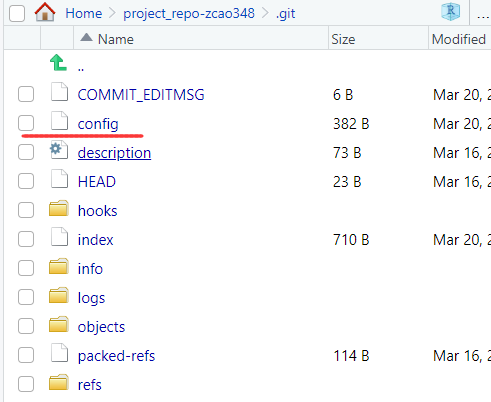 Home project_repo-zcao348 .git ...
Name Size Modified
..
COMMIT_EDITMSG 6 B Mar 20, 2
config 382 B Mar 20, 2
description 73 B Mar 16, 2
HEAD 23 B Mar 16, 2
hooks
index 710 B Mar 20, 2
info
logs
objects
packed-refs 114 B Mar 16, 2
refs